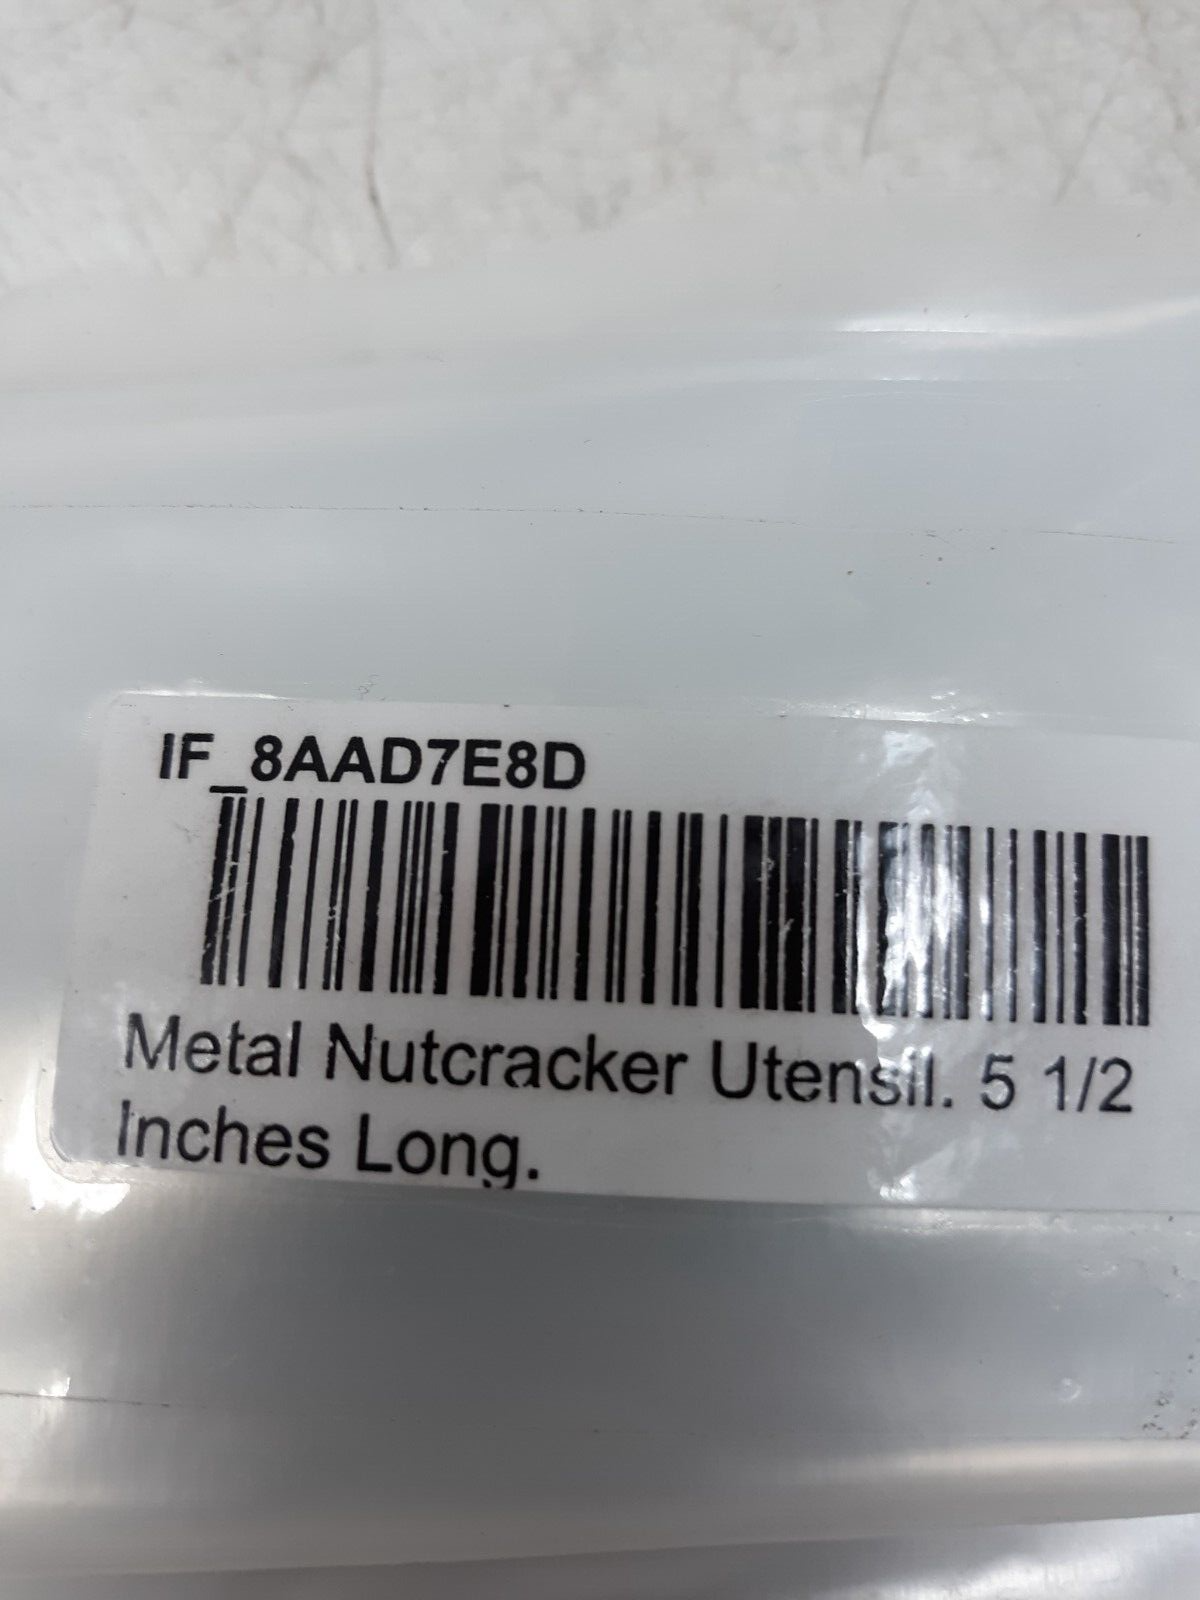 IF_8AAD7E8D
Metal Nutcracker Utensil. 5 1/2
Inches Long.